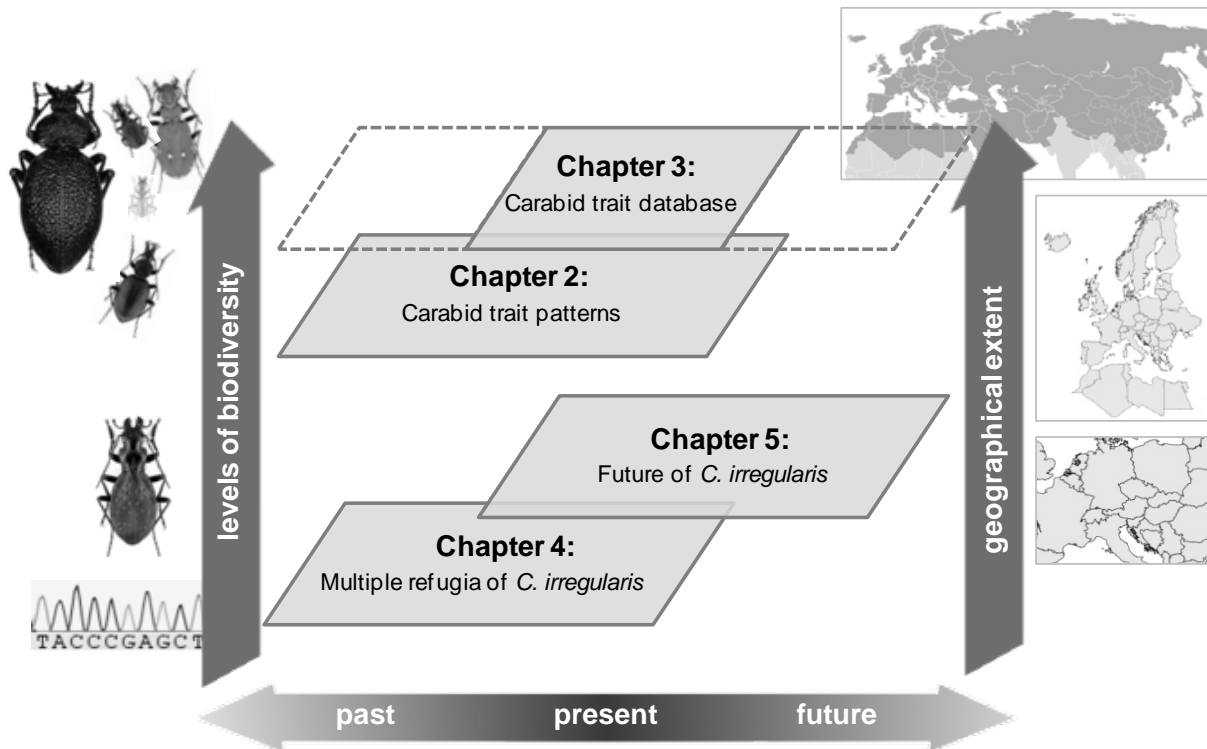 Chapter 3:
Carabid trait database
Chapter 2:
Carabid trait patterns
Chapter 5:
Future of C. irregularis
Chapter 4:
Multiple refugia of C. irregularis
levels of biodiversity
geographical extent
TACCCGAGCT
past present future